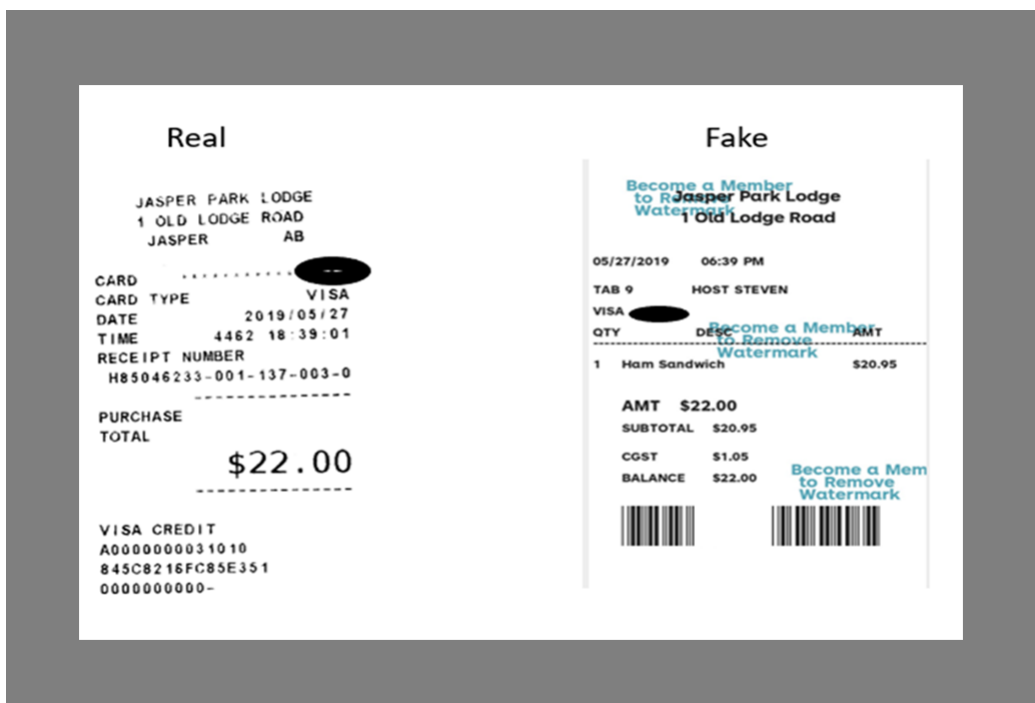 Real
JASPER PARK LODGE
1 OLD LODGE ROAD
JASPER AB
CARD ............
CARD TYPE VISA
DATE 2019/05/27
TIME 4462 18:39:01
RECEIPT NUMBER
H85046233-001-137-003-0
---------------
PURCHASE
TOTAL
$22.00
---------------
VISA CREDIT
A0000000031010
845C8216FC85E351
0000000000-
Fake
Become a Member
to Remove
Watermark
Jasper Park Lodge
1 Old Lodge Road
05/27/2019 06:39 PM
TAB 9 HOST STEVEN
VISA
QTY DESC AMT
Become a Member
to Remove
Watermark
1 Ham Sandwich $20.95
AMT $22.00
SUBTOTAL $20.95
CGST $1.05
BALANCE $22.00
Become a Mem
to Remove
Watermark